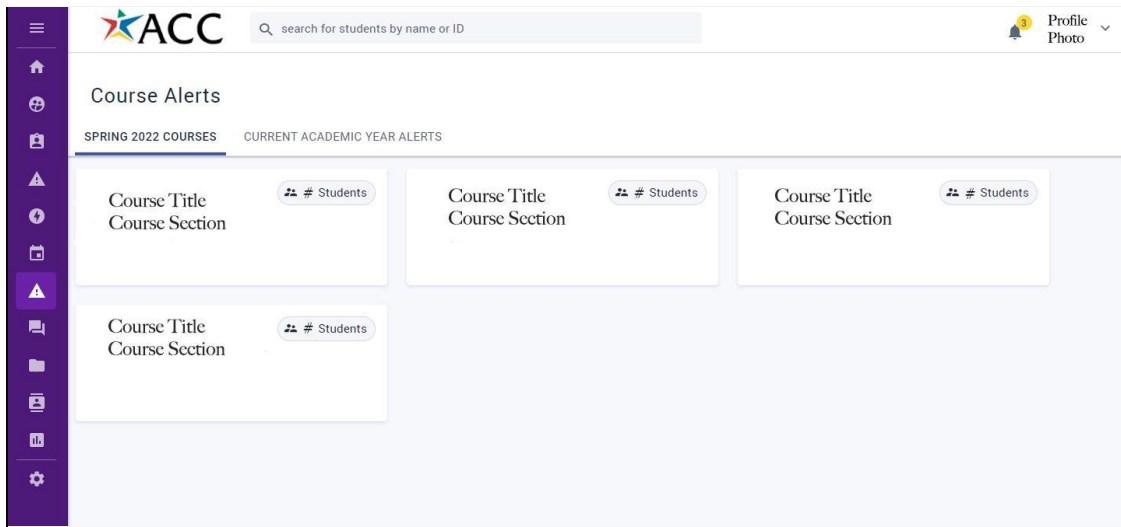 ACC
search for students by name or ID
3
Profile
Photo
Course Alerts
SPRING 2022 COURSES
CURRENT ACADEMIC YEAR ALERTS
Course Title
Course Section
# Students
Course Title
Course Section
# Students
Course Title
Course Section
# Students
Course Title
Course Section
# Students